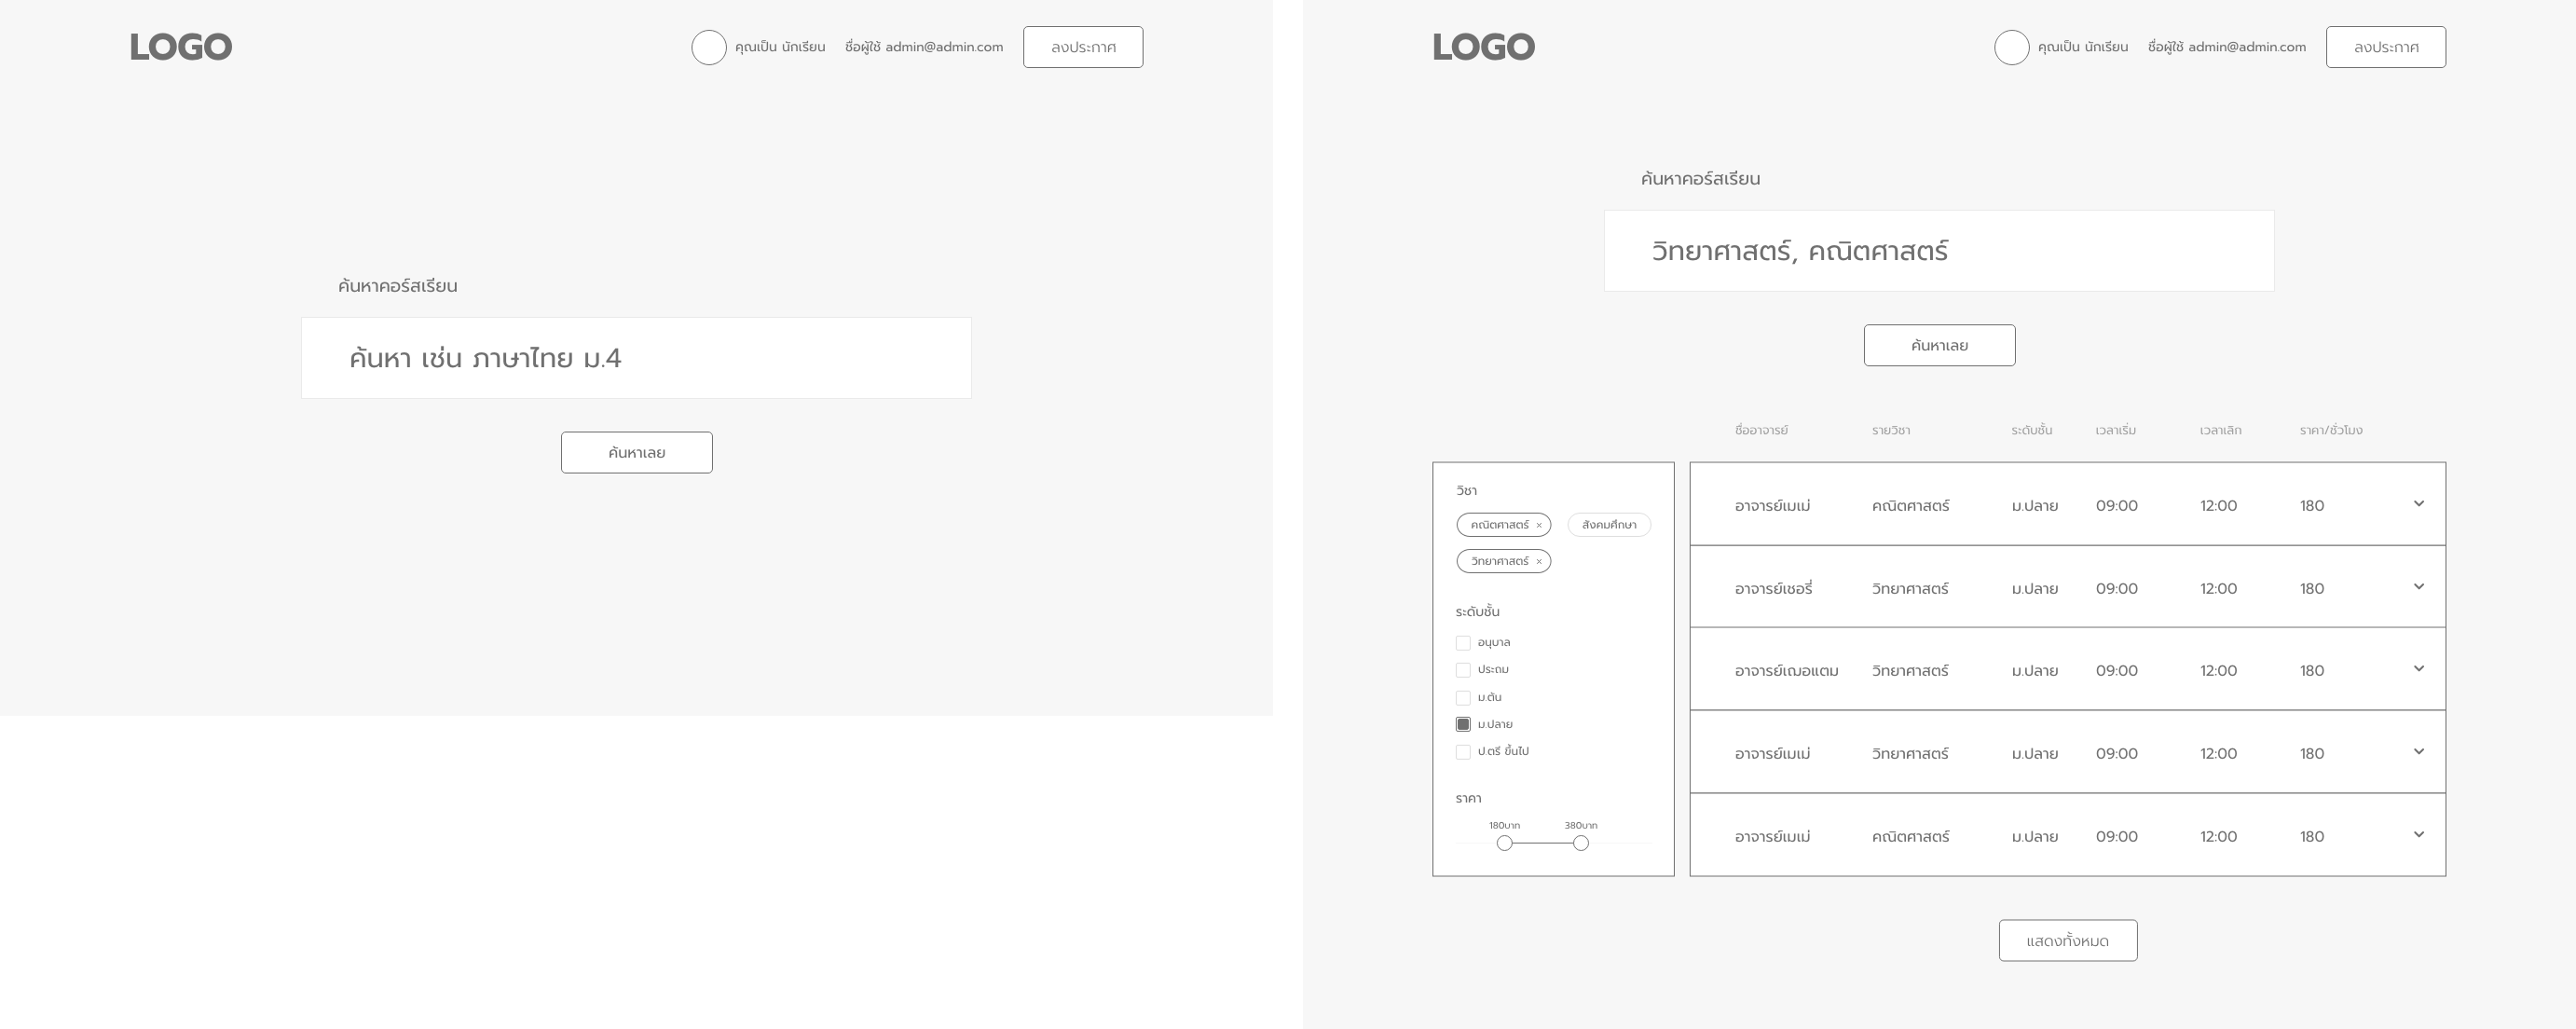 LOGO
คุณเป็น นักเรียน ชื่อผู้ใช้ admin@admin.com ลงประกาศ
ค้นหาคอร์สเรียน
ค้นหา เช่น ภาษาไทย ม.4
ค้นหาเลย
LOGO
คุณเป็น นักเรียน ชื่อผู้ใช้ admin@admin.com ลงประกาศ
ค้นหาคอร์สเรียน
วิทยาศาสตร์, คณิตศาสตร์
ค้นหาเลย
วิชา
คณิตศาสตร์ × สังคมศึกษา
วิทยาศาสตร์ ×
ระดับชั้น
อนุบาล
ประถม
ม.ต้น
ม.ปลาย
ป.ตรี ขึ้นไป
ราคา
180บาท 380บาท
ชื่ออาจารย์ รายวิชา ระดับชั้น เวลาเริ่ม เวลาเลิก ราคา/ชั่วโมง
อาจารย์เมเม่ คณิตศาสตร์ ม.ปลาย 09:00 12:00 180
อาจารย์เชอรี่ วิทยาศาสตร์ ม.ปลาย 09:00 12:00 180
อาจารย์เฌอแตม วิทยาศาสตร์ ม.ปลาย 09:00 12:00 180
อาจารย์เมเม่ วิทยาศาสตร์ ม.ปลาย 09:00 12:00 180
อาจารย์เมเม่ คณิตศาสตร์ ม.ปลาย 09:00 12:00 180
แสดงทั้งหมด